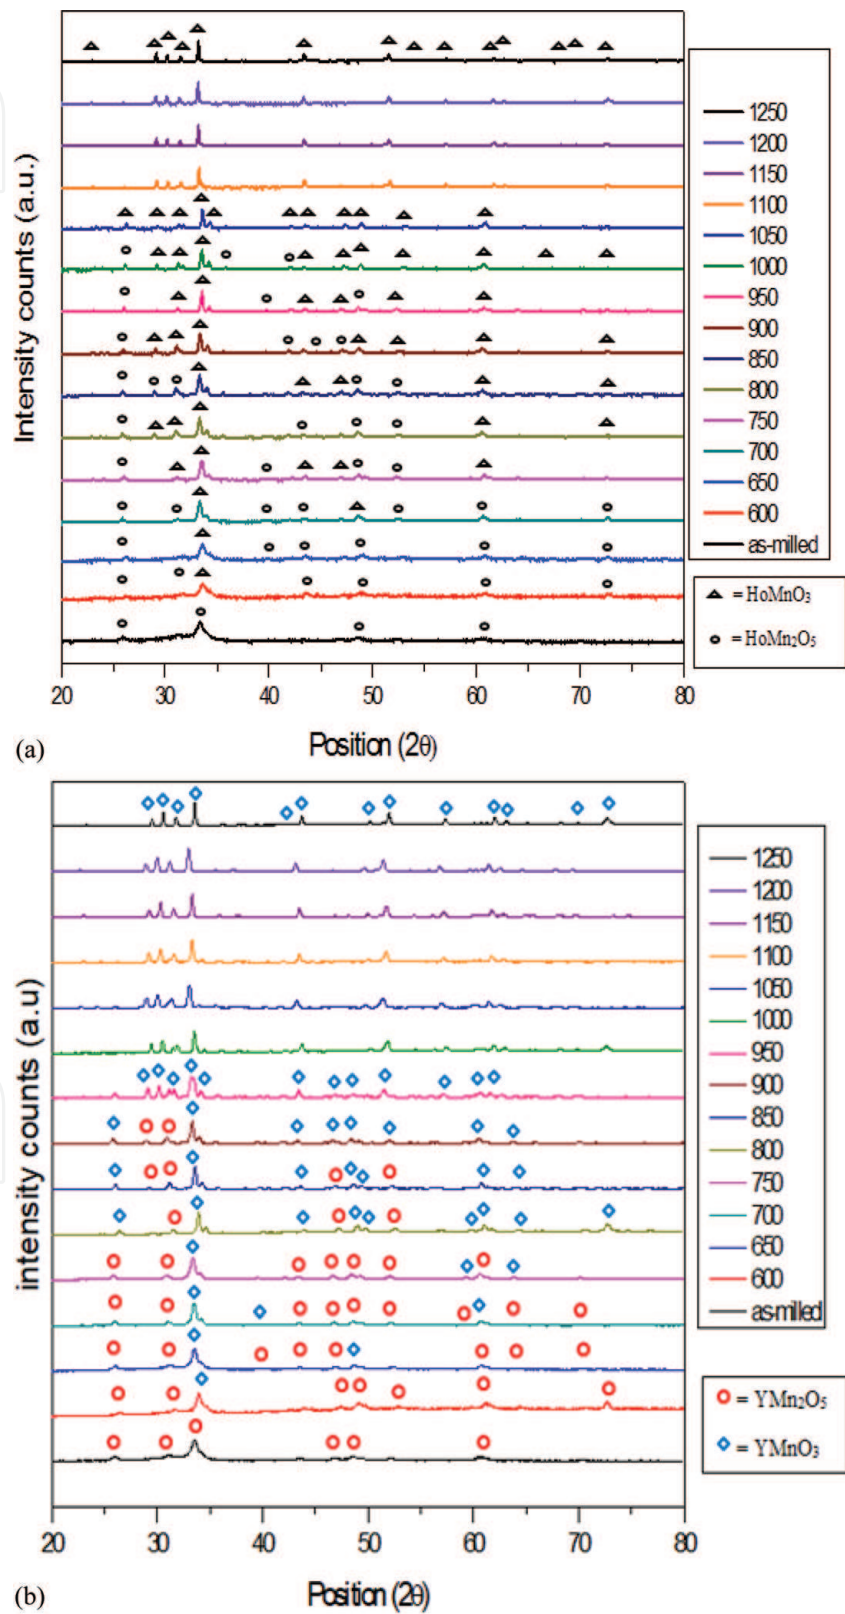 Intensity counts (a.u.)
1250
1200
1150
1100
1050
1000
950
900
850
800
750
700
650
600
as-milled
= HoMnO₃
= HoMn₂O₅
20 30 40 50 60 70 80
(a)
Position (2θ)
intensity counts (a.u)
1250
1200
1150
1100
1050
1000
950
900
850
800
750
700
650
600
as-milled
= YMn₂O₅
= YMnO₃
20 30 40 50 60 70 80
(b)
Position (2θ)